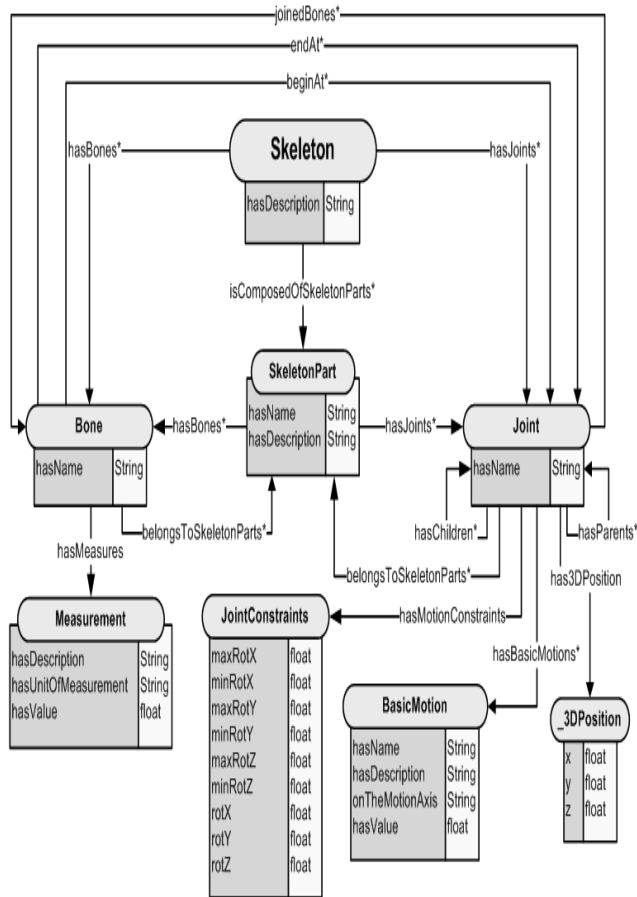 joinedBones*
endAt*
beginAt*
hasBones*
Skeleton
hasJoints*
hasDescription String
isComposedOfSkeletonParts*
SkeletonPart
hasName String
hasDescription String
Bone
hasName String
hasBones*
hasJoints*
Joint
hasName String
hasMeasures
belongsToSkeletonParts*
hasChildren*
hasParents*
belongsToSkeletonParts*
has3DPosition
Measurement
hasDescription String
hasUnitOfMeasurement String
hasValue float
JointConstraints
maxRotX float
minRotX float
maxRotY float
minRotY float
maxRotZ float
minRotZ float
rotX float
rotY float
rotZ float
hasMotionConstraints
hasBasicMotions*
BasicMotion
hasName String
hasDescription String
onTheMotionAxis String
hasValue float
_3DPosition
x float
y float
z float